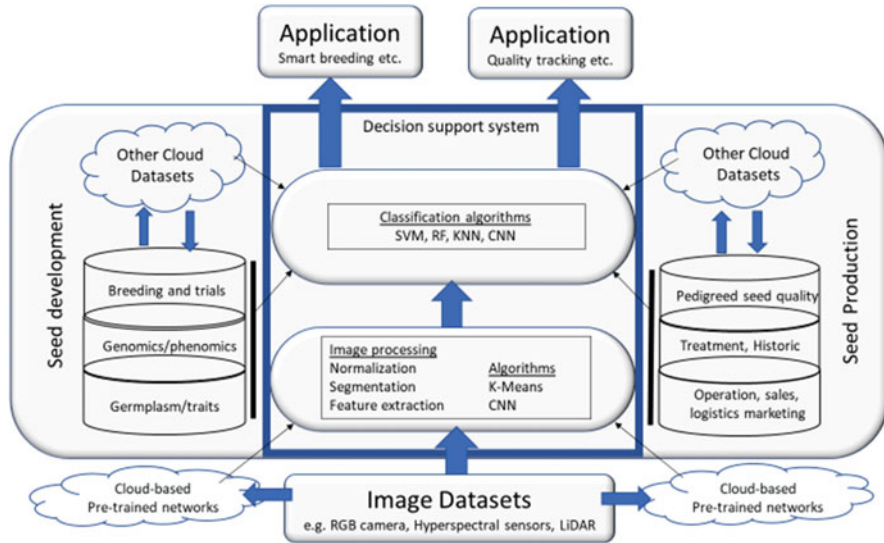 Application
Smart breeding etc.
Application
Quality tracking etc.
Decision support system
Other Cloud
Datasets
Other Cloud
Datasets
Classification algorithms
SVM, RF, KNN, CNN
Seed development
Breeding and trials
Genomics/phenomics
Germplasm/traits
Image processing
Normalization
Algorithms
Segmentation
K-Means
Feature extraction
CNN
Pedigreed seed quality
Treatment, Historic
Operation, sales,
logistics marketing
Seed Production
Cloud-based
Pre-trained networks
Image Datasets
e.g. RGB camera, Hyperspectral sensors, LiDAR
Cloud-based
Pre-trained networks